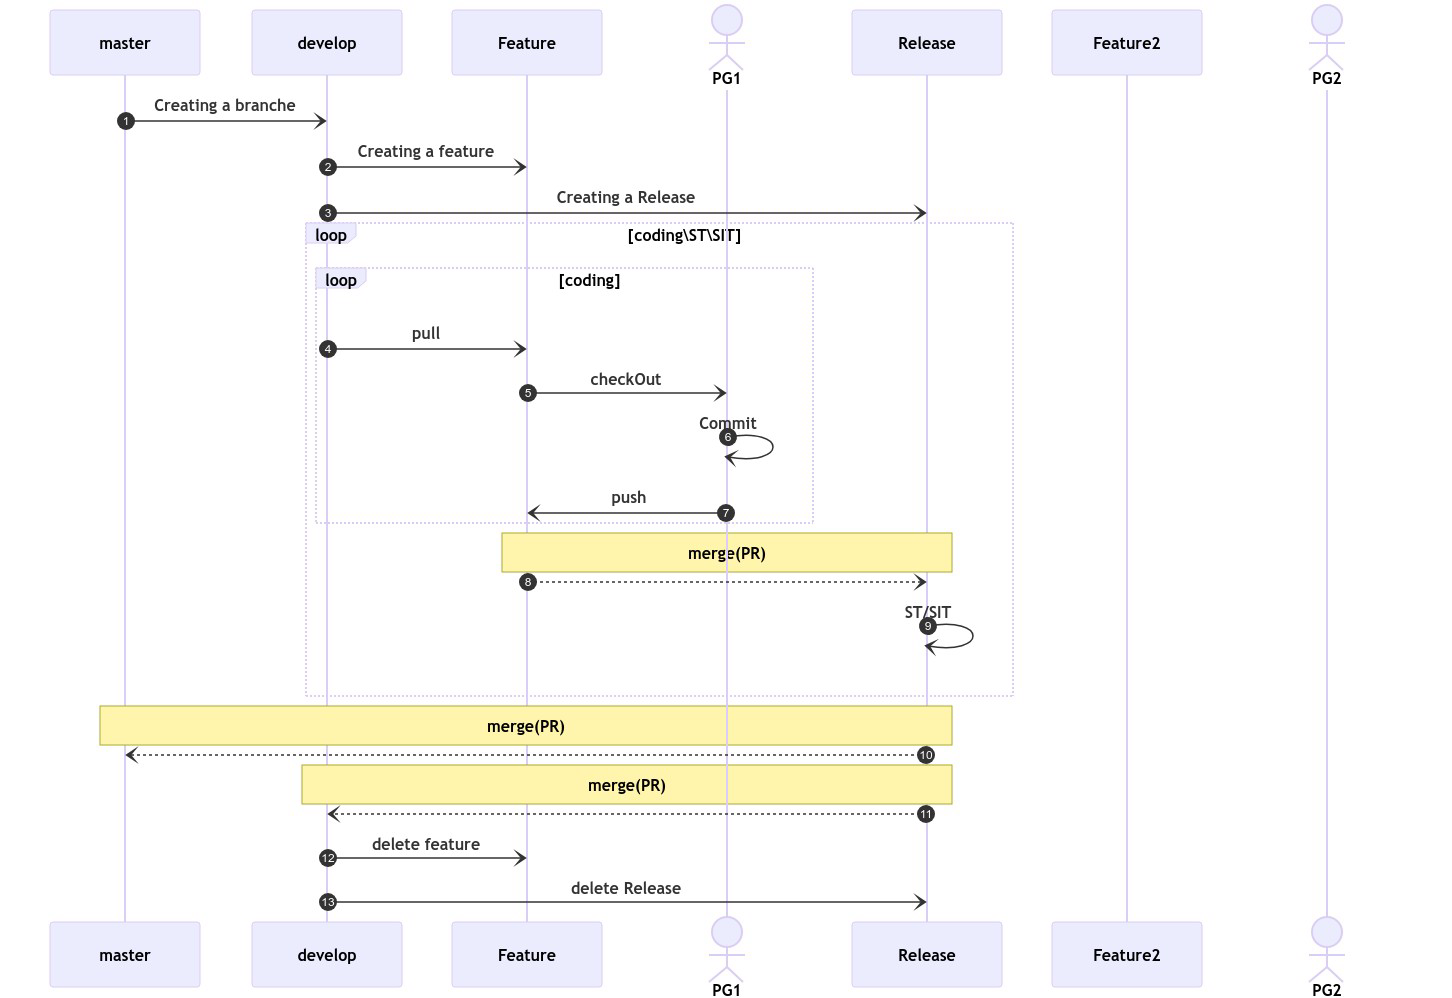 master
develop
Feature
PG1
Release
Feature2
PG2
Creating a branche
1
Creating a feature
2
Creating a Release
3
loop
[coding\ST\SIT]
loop
[coding]
pull
4
checkOut
5
Commit
6
push
7
merge(PR)
8
ST/SIT
9
merge(PR)
10
merge(PR)
11
delete feature
12
delete Release
13
master
develop
Feature
PG1
Release
Feature2
PG2